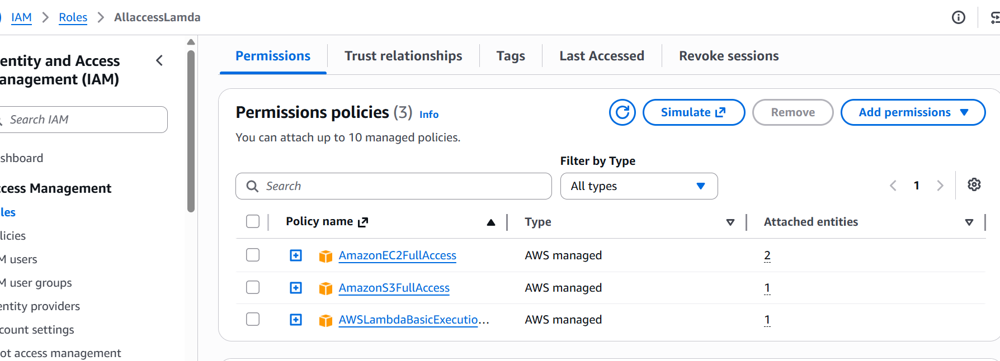 IAM > Roles > AllaccessLamda
entity and Access
anagement (IAM)
Search IAM
shboard
ccess Management
les
licies
M users
M user groups
entity providers
count settings
ot access management
Permissions
Trust relationships
Tags
Last Accessed
Revoke sessions
Permissions policies (3) Info
Simulate
Remove
Add permissions
You can attach up to 10 managed policies.
Filter by Type
Search
All types
1
Policy name Type Attached entities
AmazonEC2FullAccess AWS managed 2
AmazonS3FullAccess AWS managed 1
AWSLambdaBasicExecutio... AWS managed 1